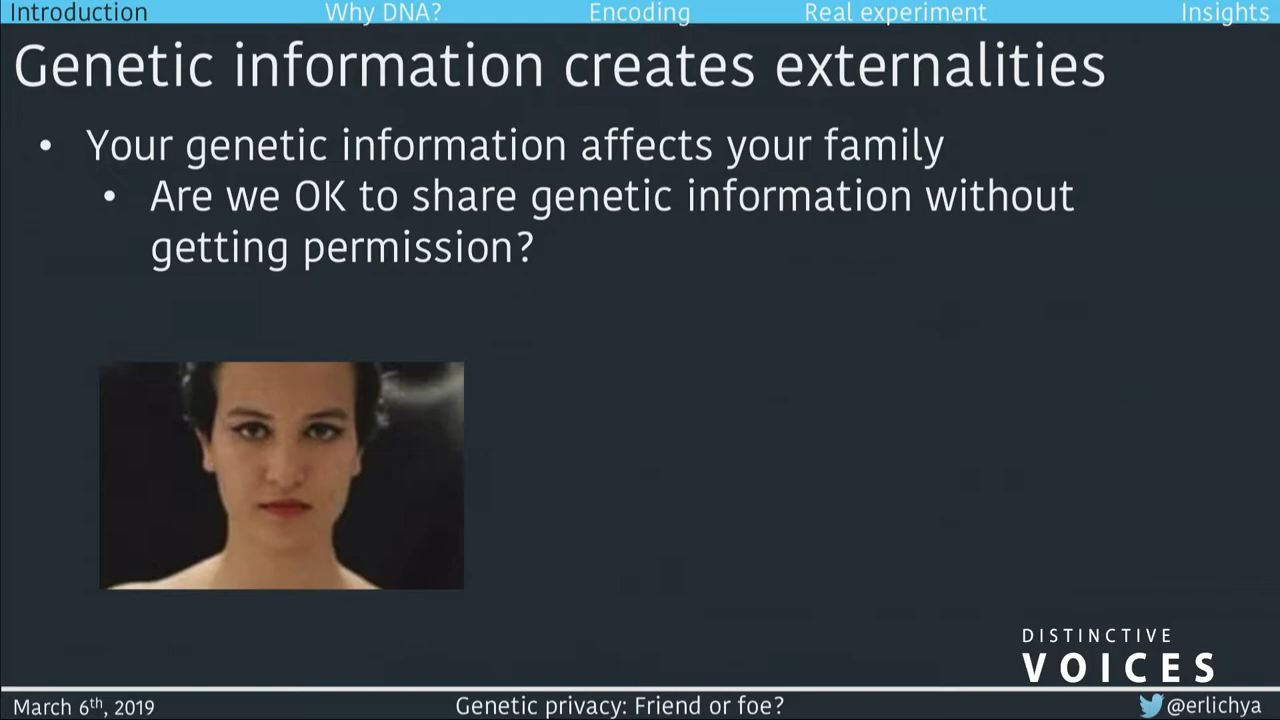 Introduction Why DNA? Encoding Real experiment Insights
Genetic information creates externalities
• Your genetic information affects your family
• Are we OK to share genetic information without
getting permission?
DISTINCTIVE
VOICES
March 6th, 2019 Genetic privacy: Friend or foe? @erlichya